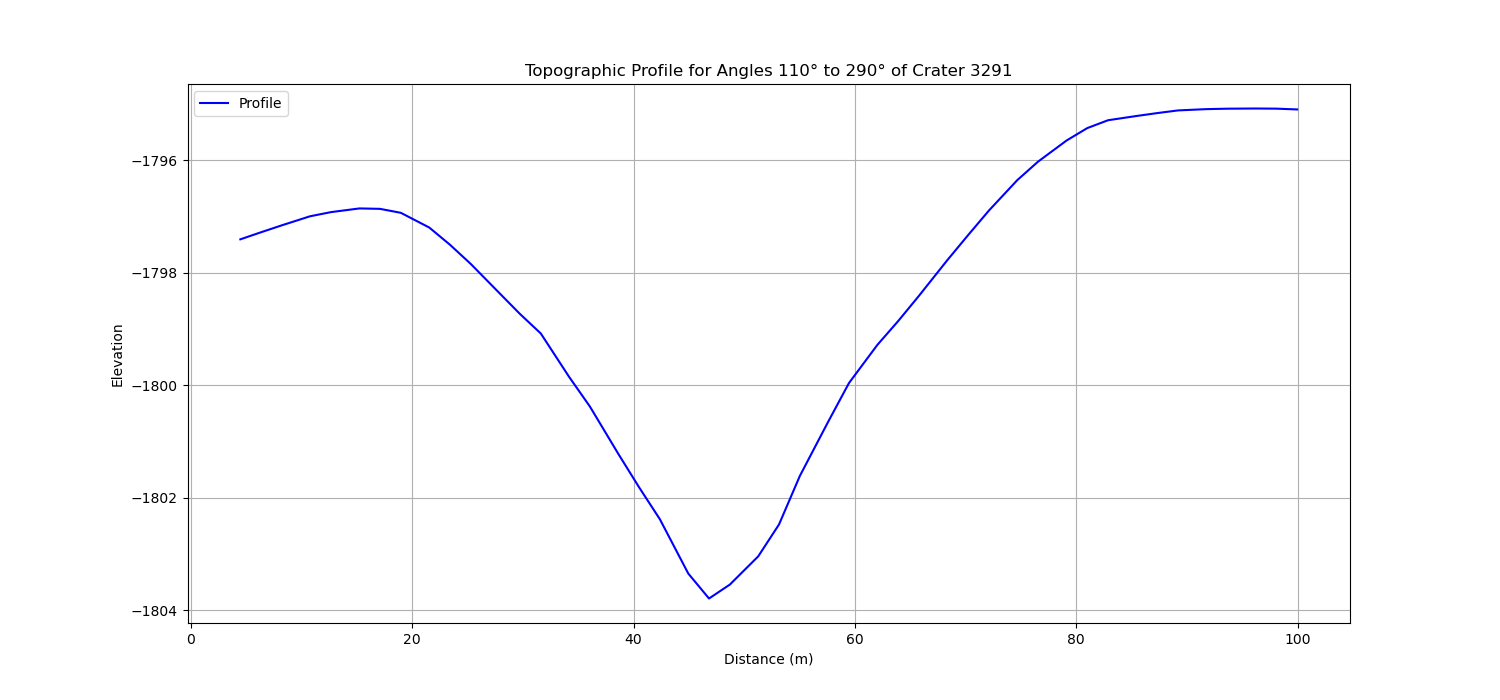 Topographic Profile for Angles 110° to 290° of Crater 3291
Profile
−1796
−1798
−1800
−1802
−1804
Elevation
0 20 40 60 80 100
Distance (m)